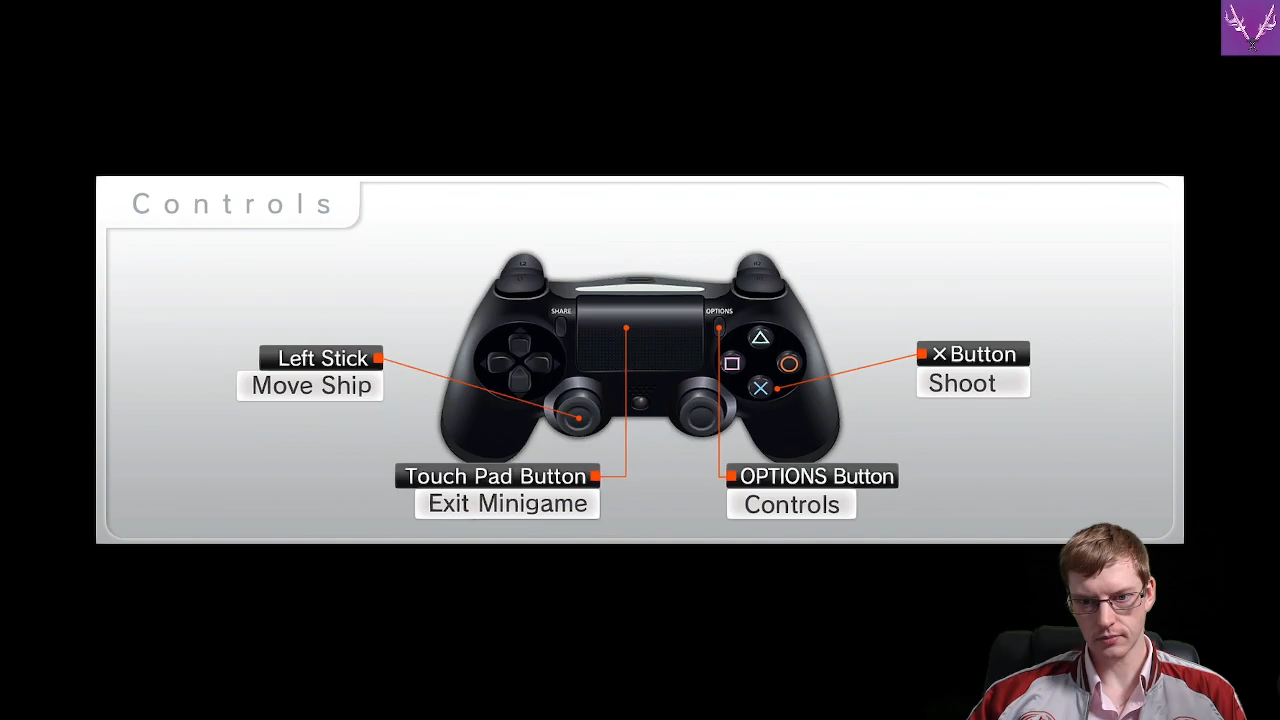 Controls
SHARE
OPTIONS
Left Stick
Move Ship
×Button
Shoot
Touch Pad Button
Exit Minigame
OPTIONS Button
Controls